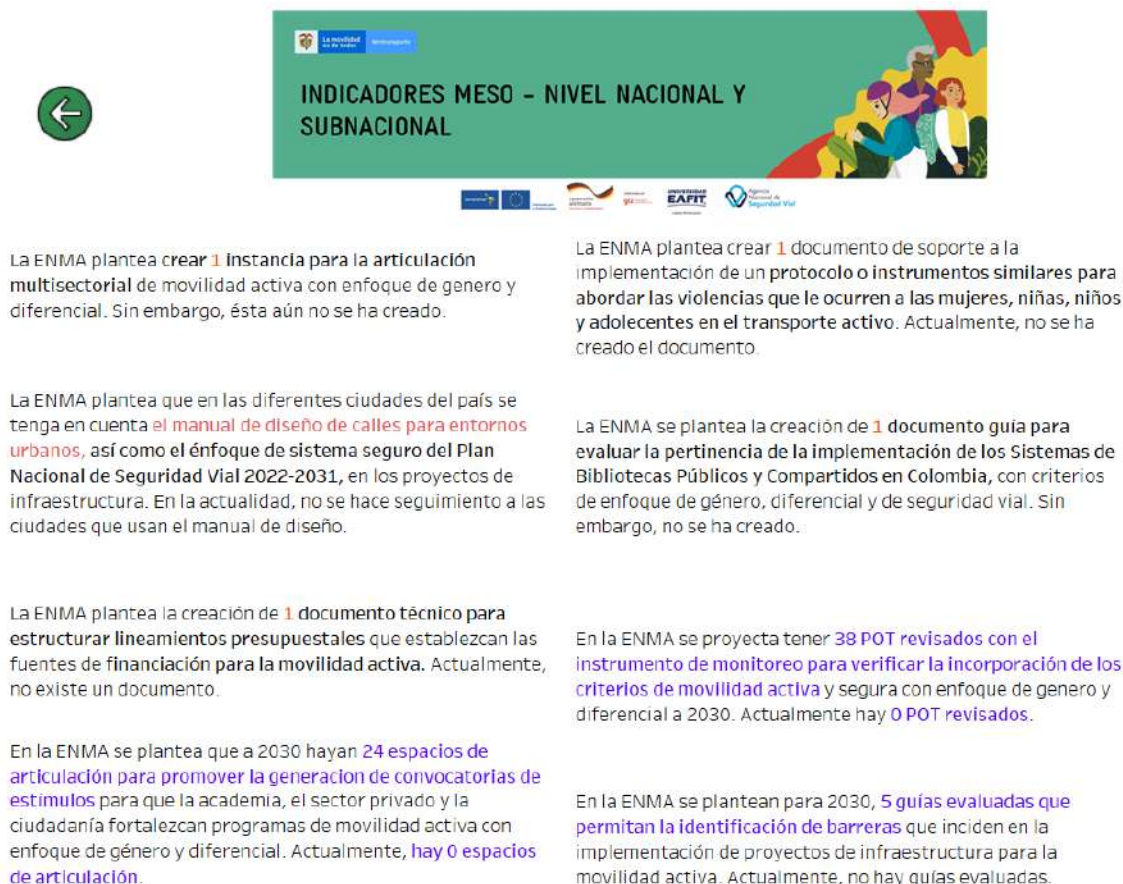 La movilidad
es de todos
Mintransporte
INDICADORES MESO - NIVEL NACIONAL Y
SUBNACIONAL
UNIVERSIDAD
EAFIT
Agencia
Nacional de
Seguridad Vial
La ENMA plantea crear 1 instancia para la articulación
multisectorial de movilidad activa con enfoque de genero y
diferencial. Sin embargo, ésta aún no se ha creado.
La ENMA plantea que en las diferentes ciudades del país se
tenga en cuenta el manual de diseño de calles para entornos
urbanos, así como el énfoque de sistema seguro del Plan
Nacional de Seguridad Vial 2022-2031, en los proyectos de
infraestructura. En la actualidad, no se hace seguimiento a las
ciudades que usan el manual de diseño.
La ENMA plantea la creación de 1 documento técnico para
estructurar lineamientos presupuestales que establezcan las
fuentes de financiación para la movilidad activa. Actualmente,
no existe un documento.
En la ENMA se plantea que a 2030 hayan 24 espacios de
articulación para promover la generacion de convocatorias de
estímulos para que la academia, el sector privado y la
ciudadanía fortalezcan programas de movilidad activa con
enfoque de género y diferencial. Actualmente, hay 0 espacios
de articulación.
La ENMA plantea crear 1 documento de soporte a la
implementación de un protocolo o instrumentos similares para
abordar las violencias que le ocurren a las mujeres, niñas, niños
y adolecentes en el transporte activo. Actualmente, no se ha
creado el documento.
La ENMA se plantea la creación de 1 documento guía para
evaluar la pertinencia de la implementación de los Sistemas de
Bibliotecas Públicos y Compartidos en Colombia, con criterios
de enfoque de género, diferencial y de seguridad vial. Sin
embargo, no se ha creado.
En la ENMA se proyecta tener 38 POT revisados con el
instrumento de monitoreo para verificar la incorporación de los
criterios de movilidad activa y segura con enfoque de genero y
diferencial a 2030. Actualmente hay 0 POT revisados.
En la ENMA se plantean para 2030, 5 guías evaluadas que
permitan la identificación de barreras que inciden en la
implementación de proyectos de infraestructura para la
movilidad activa. Actualmente, no hay guías evaluadas.